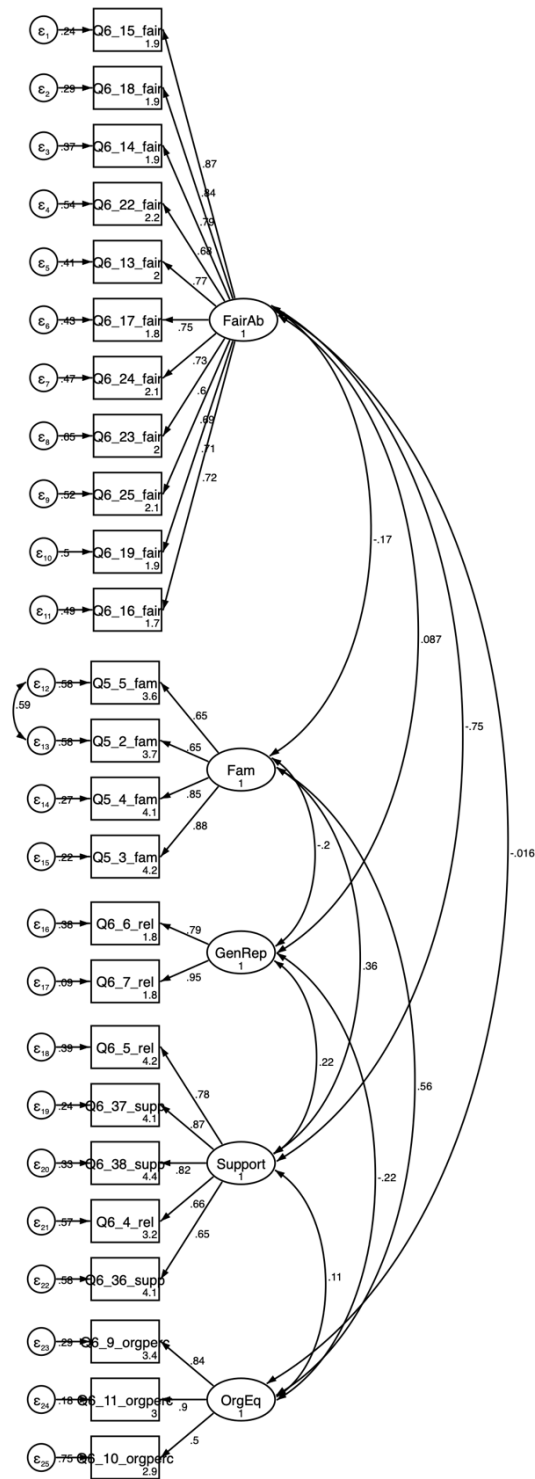 ε1 .24 Q6_15_fair 1.9
ε2 .29 Q6_18_fair 1.9
.87
ε3 .37 Q6_14_fair 1.9
.84
.79
ε4 .54 Q6_22_fair 2.2
.68
ε5 .41 Q6_13_fair 2
.77
ε6 .43 Q6_17_fair 1.8
.75
FairAb 1
ε7 .47 Q6_24_fair 2.1
.73
.6
ε8 .65 Q6_23_fair 2
.69
.71
.72
ε9 .52 Q6_25_fair 2.1
ε10 .5 Q6_19_fair 1.9
-.17
ε11 .49 Q6_16_fair 1.7
.087
ε12 .58 Q5_5_fam 3.6
.59
.65
-.75
ε13 .58 Q5_2_fam 3.7
.65
Fam 1
ε14 .27 Q5_4_fam 4.1
.85
.88
ε15 .22 Q5_3_fam 4.2
-.2
-.016
ε16 .38 Q6_6_rel 1.8
.79
GenRep 1
.36
ε17 .09 Q6_7_rel 1.8
.95
ε18 .39 Q6_5_rel 4.2
.22
ε19 .24 Q6_37_supp 4.1
.78
.87
.56
ε20 .33 Q6_38_supp 4.4
.82
Support 1
-.22
ε21 .57 Q6_4_rel 3.2
.66
.65
ε22 .58 Q6_36_supp 4.1
.11
ε23 .29 Q6_9_orgperc 3.4
.84
ε24 .18 Q6_11_orgperc 3
.9
OrgEq 1
ε25 .75 Q6_10_orgperc 2.9
.5